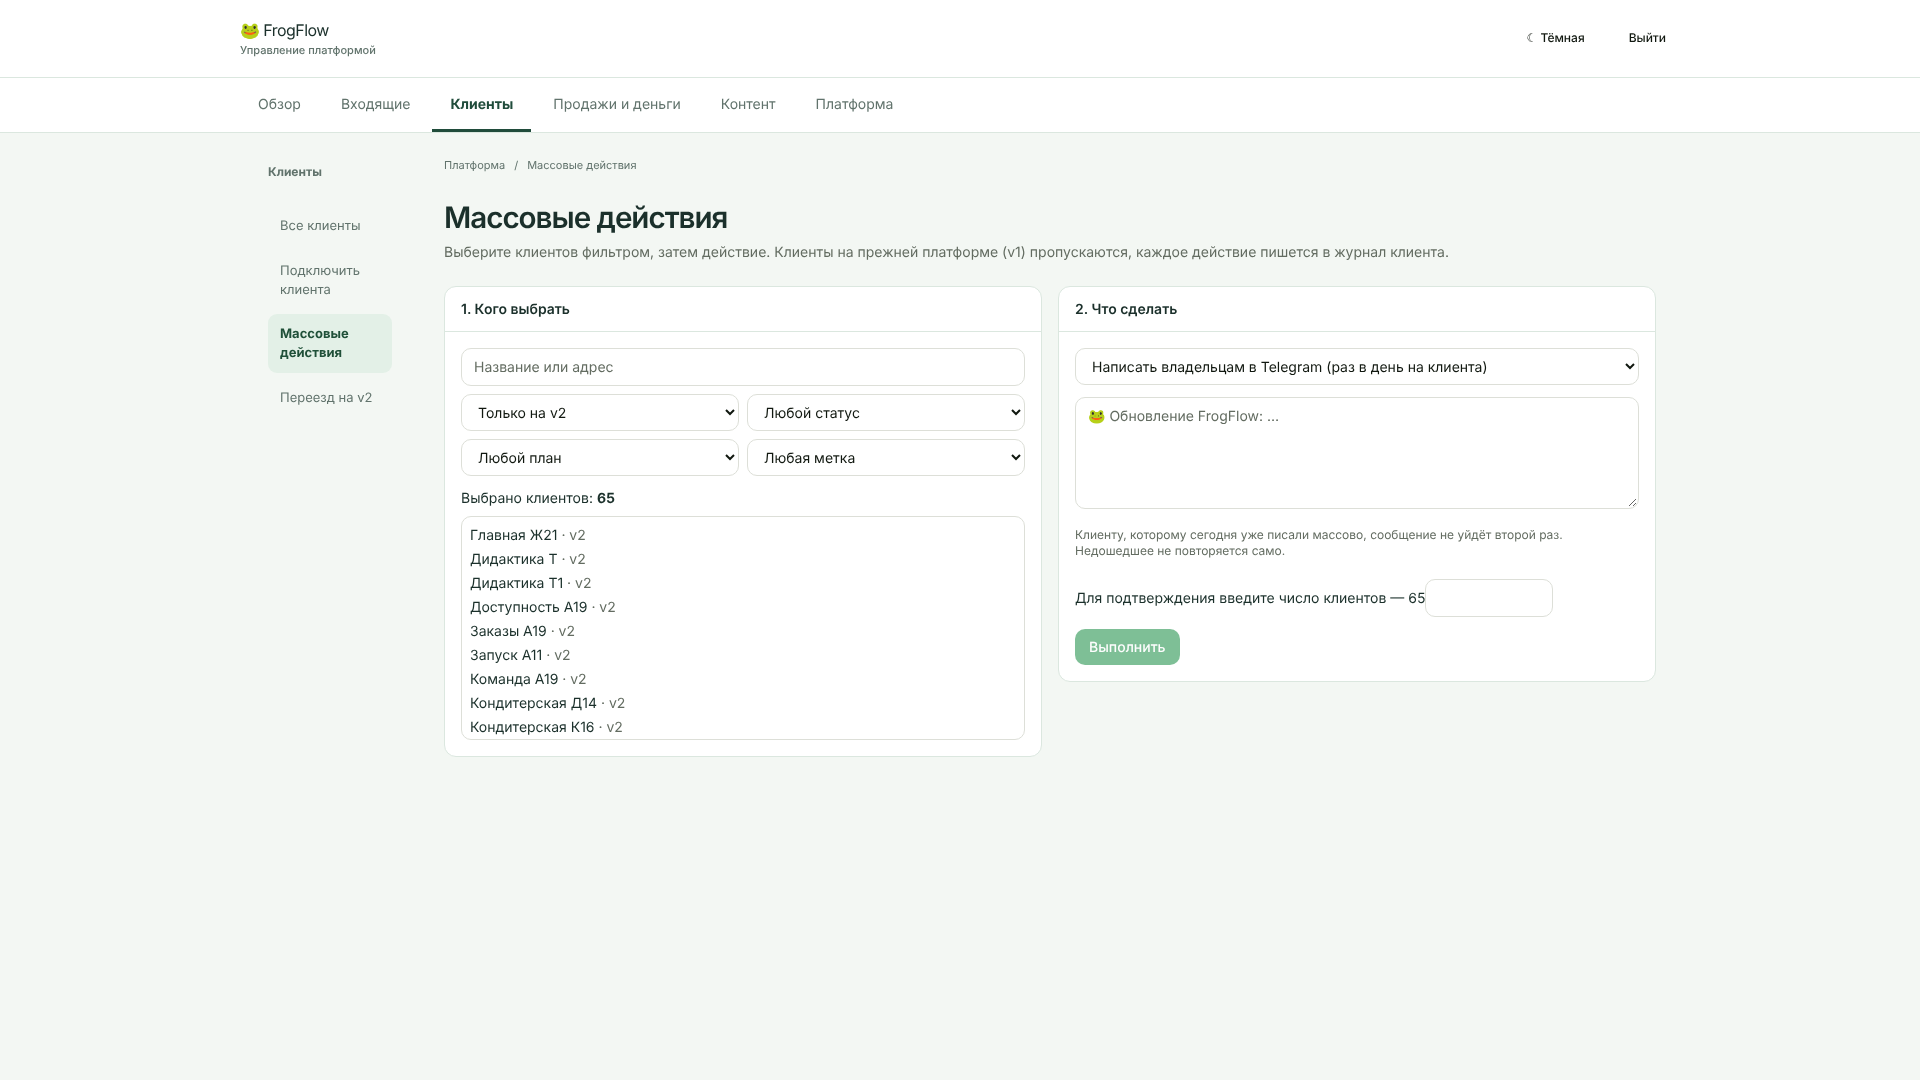 🐸 FrogFlow
Управление платформой
☾ Тёмная
Выйти
Обзор
Входящие
Клиенты
Продажи и деньги
Контент
Платформа
Клиенты
Все клиенты
Подключить
клиента
Массовые
действия
Переезд на v2
Платформа / Массовые действия
Массовые действия
Выберите клиентов фильтром, затем действие. Клиенты на прежней платформе (v1) пропускаются, каждое действие пишется в журнал клиента.
1. Кого выбрать
Название или адрес
Только на v2
Любой статус
Любой план
Любая метка
Выбрано клиентов: 65
Главная Ж21 · v2
Дидактика Т · v2
Дидактика Т1 · v2
Доступность А19 · v2
Заказы А19 · v2
Запуск А11 · v2
Команда А19 · v2
Кондитерская Д14 · v2
Кондитерская К16 · v2
2. Что сделать
Написать владельцам в Telegram (раз в день на клиента)
🐸 Обновление FrogFlow: ...
Клиенту, которому сегодня уже писали массово, сообщение не уйдёт второй раз.
Недошедшее не повторяется само.
Для подтверждения введите число клиентов — 65
Выполнить